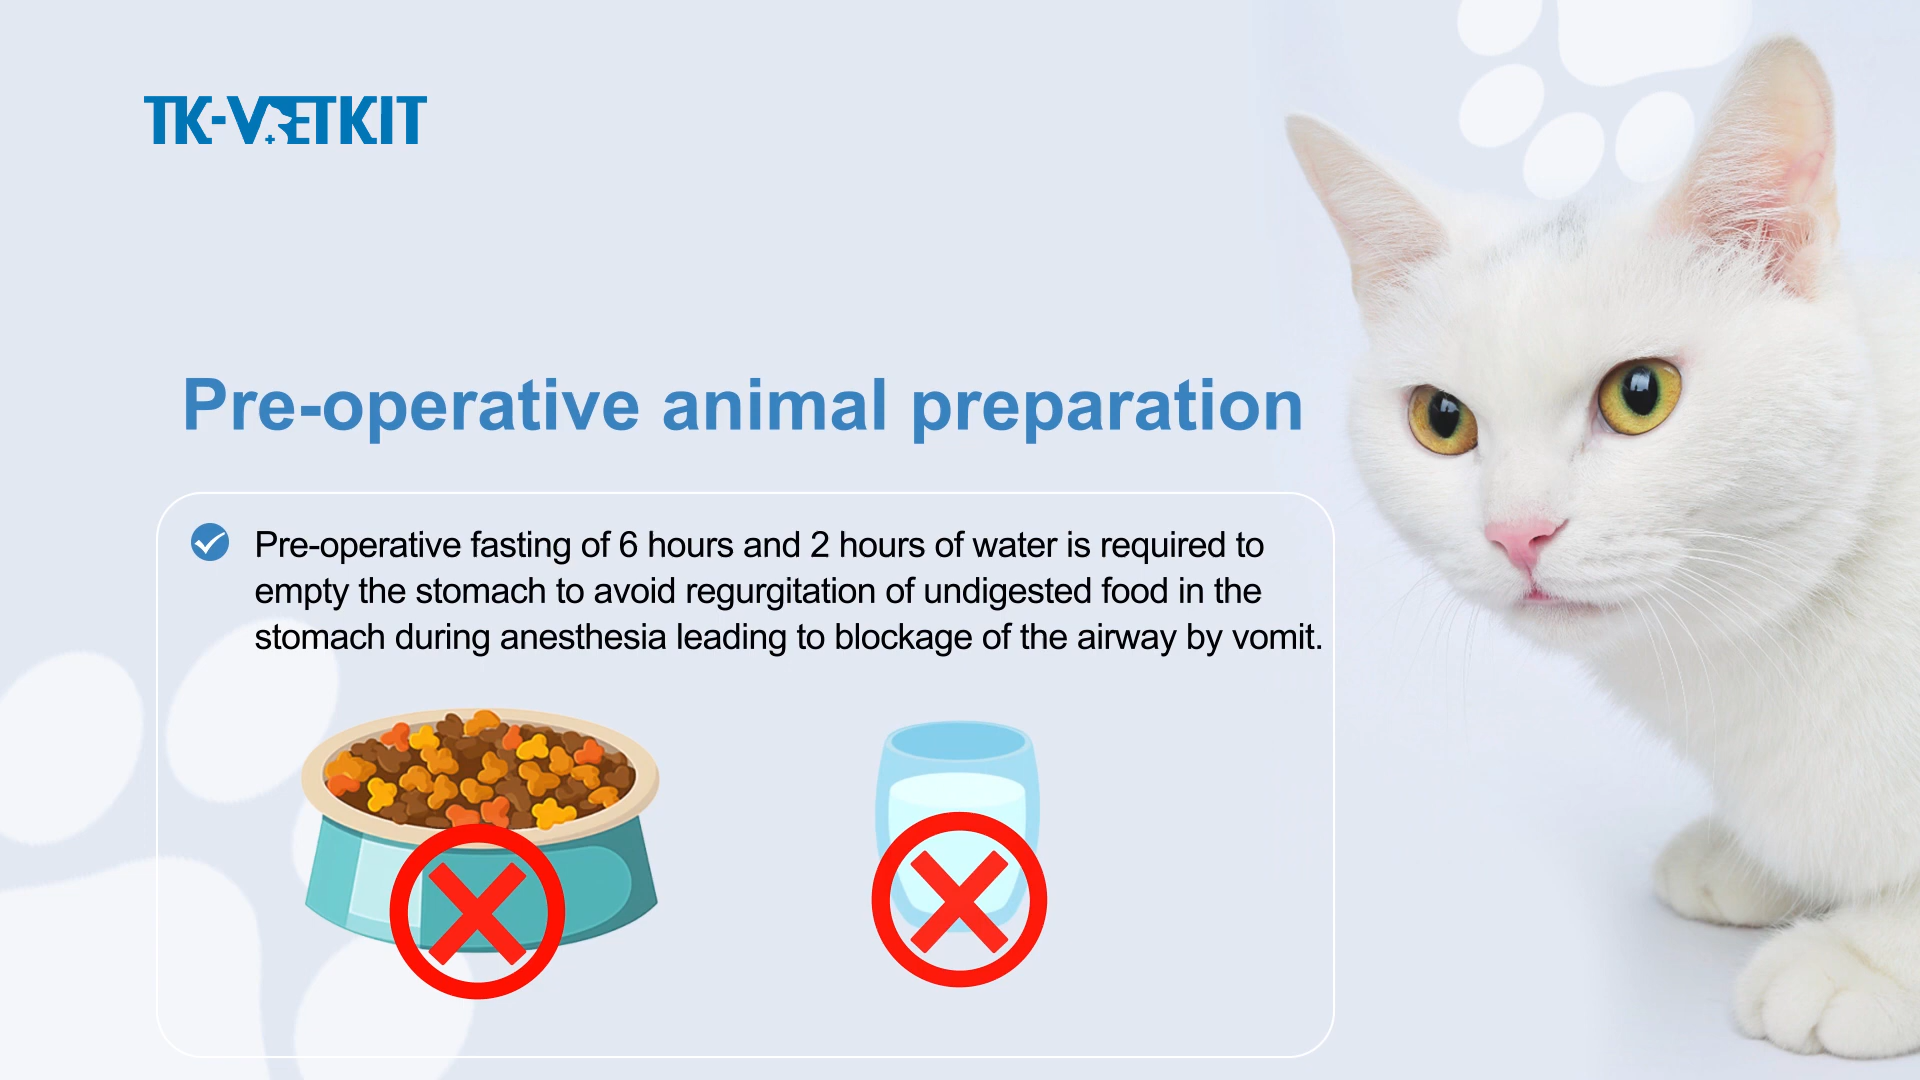 TK-VETKIT
Pre-operative animal preparation
Pre-operative fasting of 6 hours and 2 hours of water is required to
empty the stomach to avoid regurgitation of undigested food in the
stomach during anesthesia leading to blockage of the airway by vomit.